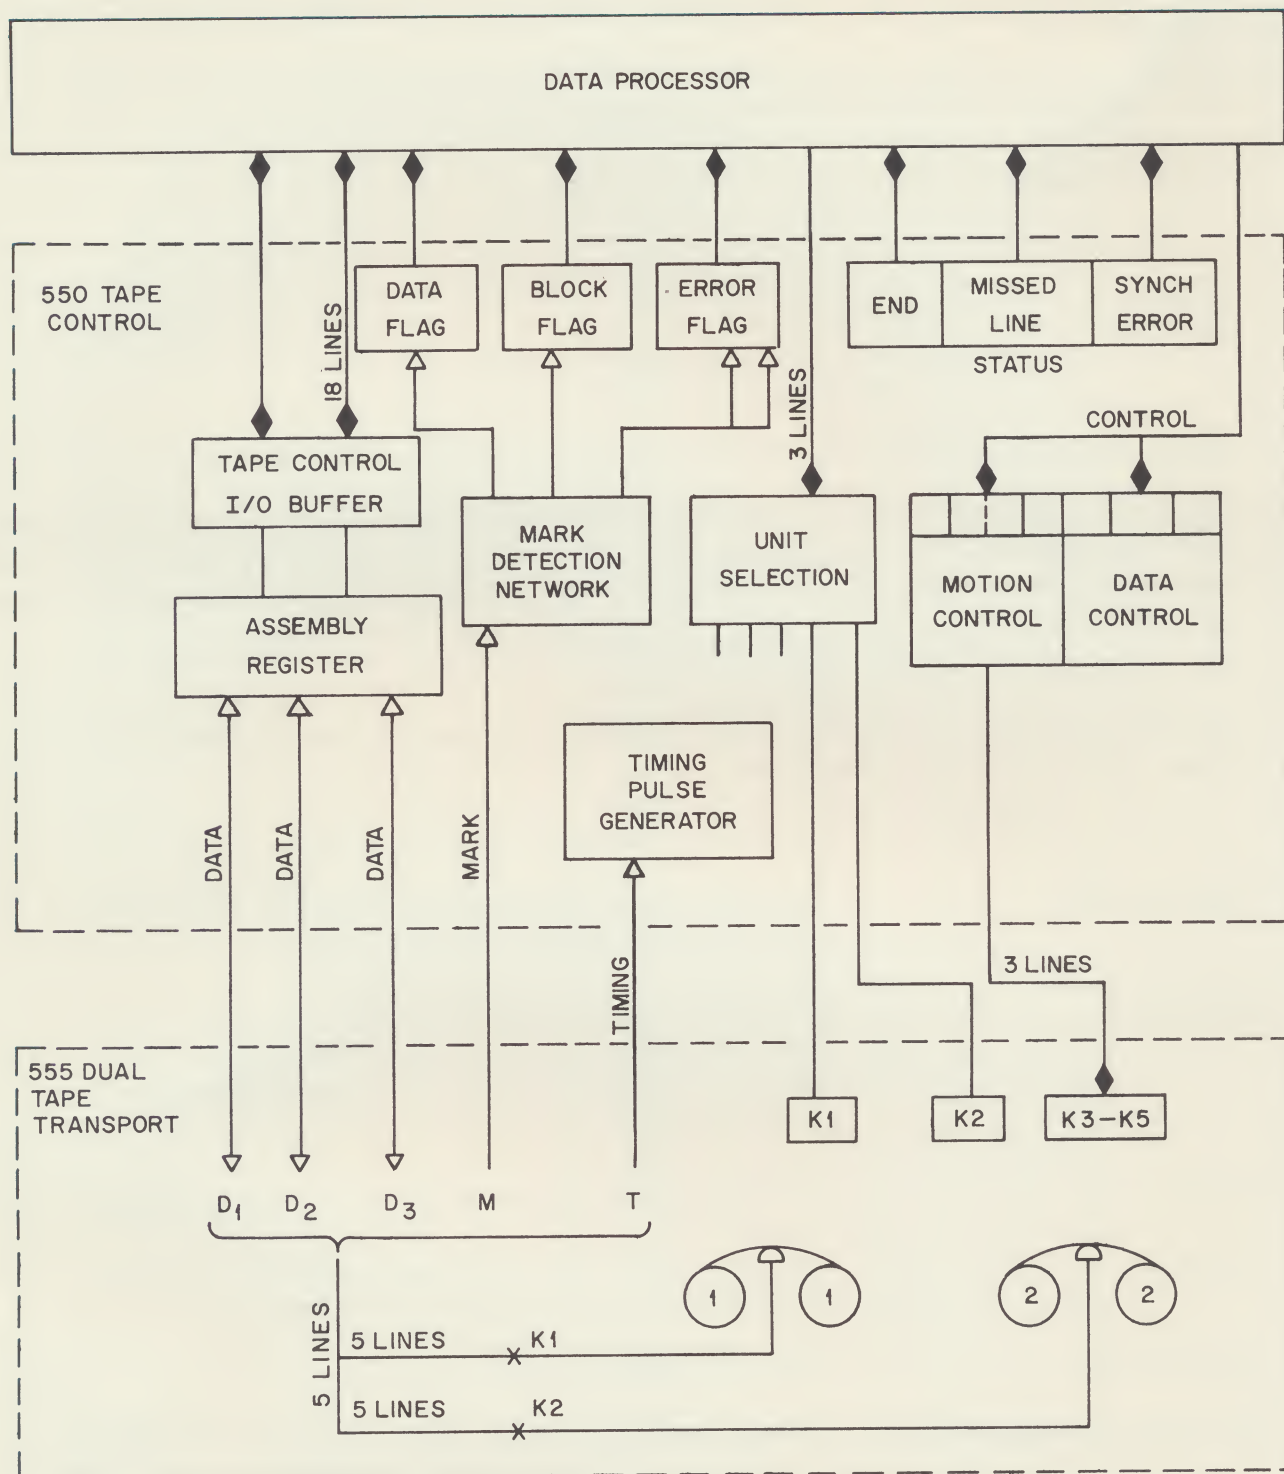 DATA PROCESSOR
550 TAPE
CONTROL
18 LINES
DATA
FLAG
BLOCK
FLAG
ERROR
FLAG
3 LINES
END
MISSED
LINE
SYNCH
ERROR
STATUS
CONTROL
TAPE CONTROL
I/O BUFFER
MARK
DETECTION
NETWORK
UNIT
SELECTION
MOTION
CONTROL
DATA
CONTROL
ASSEMBLY
REGISTER
TIMING
PULSE
GENERATOR
DATA
DATA
DATA
MARK
TIMING
3 LINES
555 DUAL
TAPE
TRANSPORT
K1
K2
K3-K5
D1
D2
D3
M
T
1
1
2
2
5 LINES
5 LINES
K1
5 LINES
K2